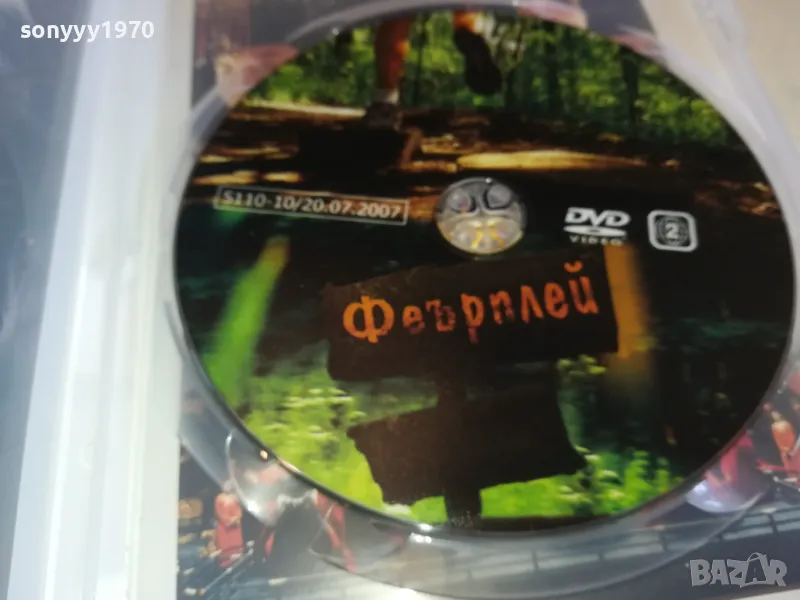 sonyyy1970
S110-10/20.07.2007
DVD
VIDEO
2
Феърплей
BAZAR